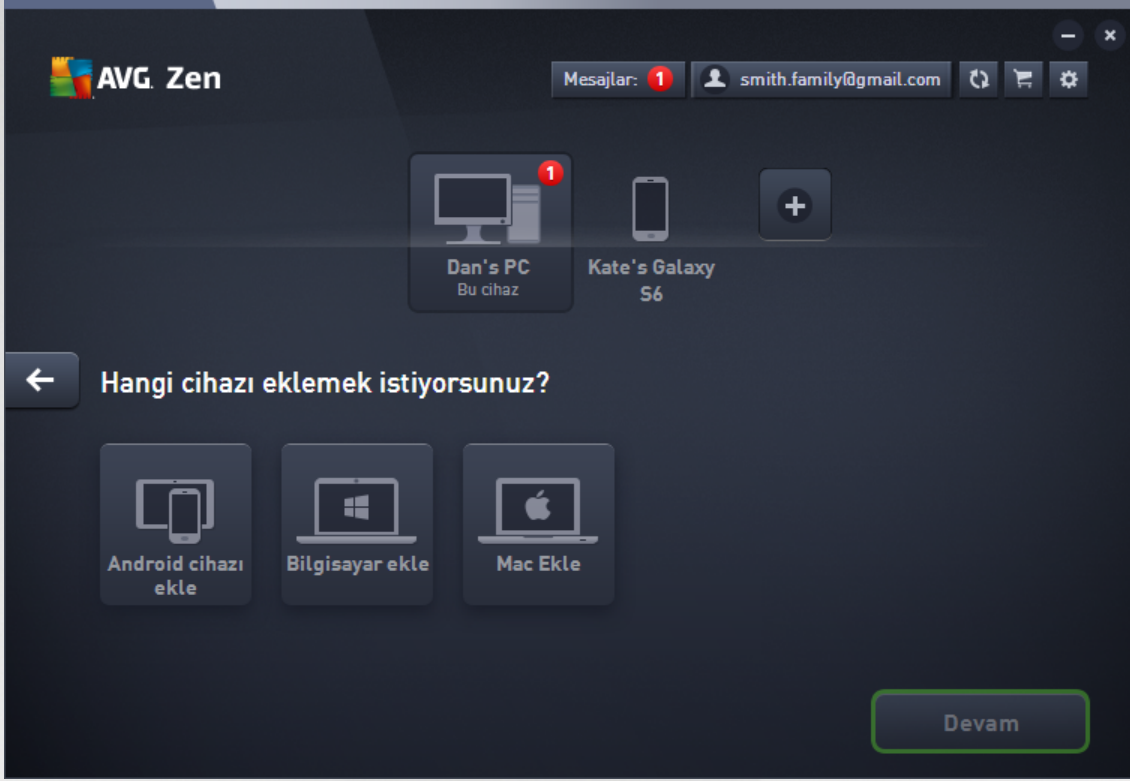 AVG. Zen
Mesajlar: 1
smith.family@gmail.com
1
Dan's PC
Bu cihaz
Kate's Galaxy
S6
Hangi cihazı eklemek istiyorsunuz?
Android cihazı
ekle
Bilgisayar ekle
Mac Ekle
Devam